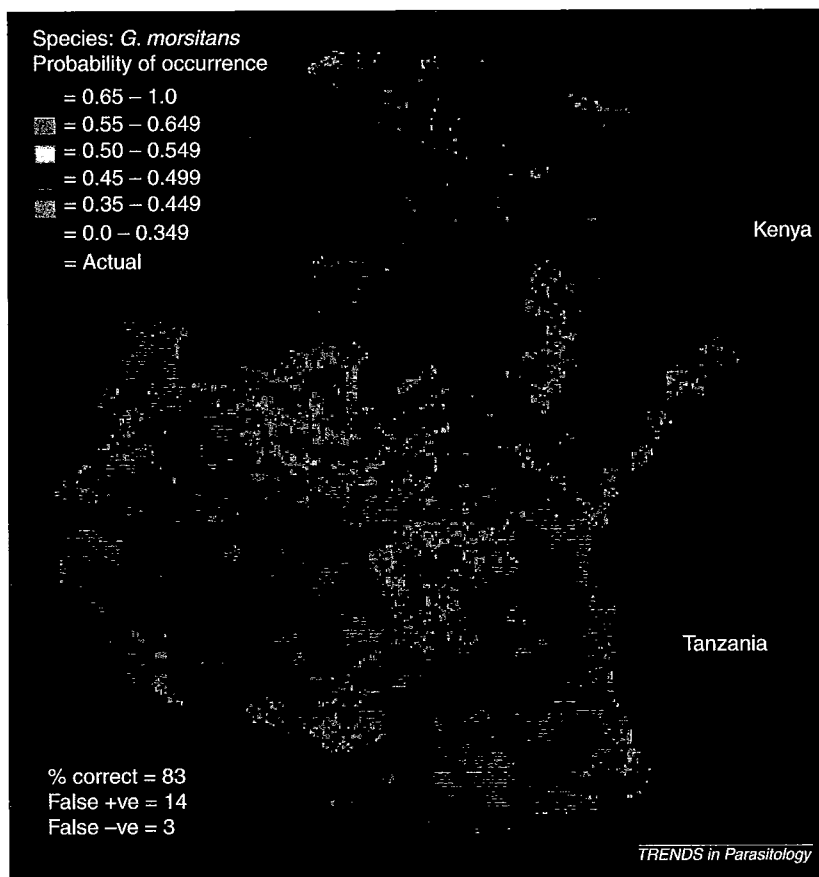 Species: G. morsitans
Probability of occurrence
= 0.65 – 1.0
= 0.55 – 0.649
= 0.50 – 0.549
= 0.45 – 0.499
= 0.35 – 0.449
= 0.0 – 0.349
= Actual
Kenya
Tanzania
% correct = 83
False +ve = 14
False –ve = 3
TRENDS in Parasitology